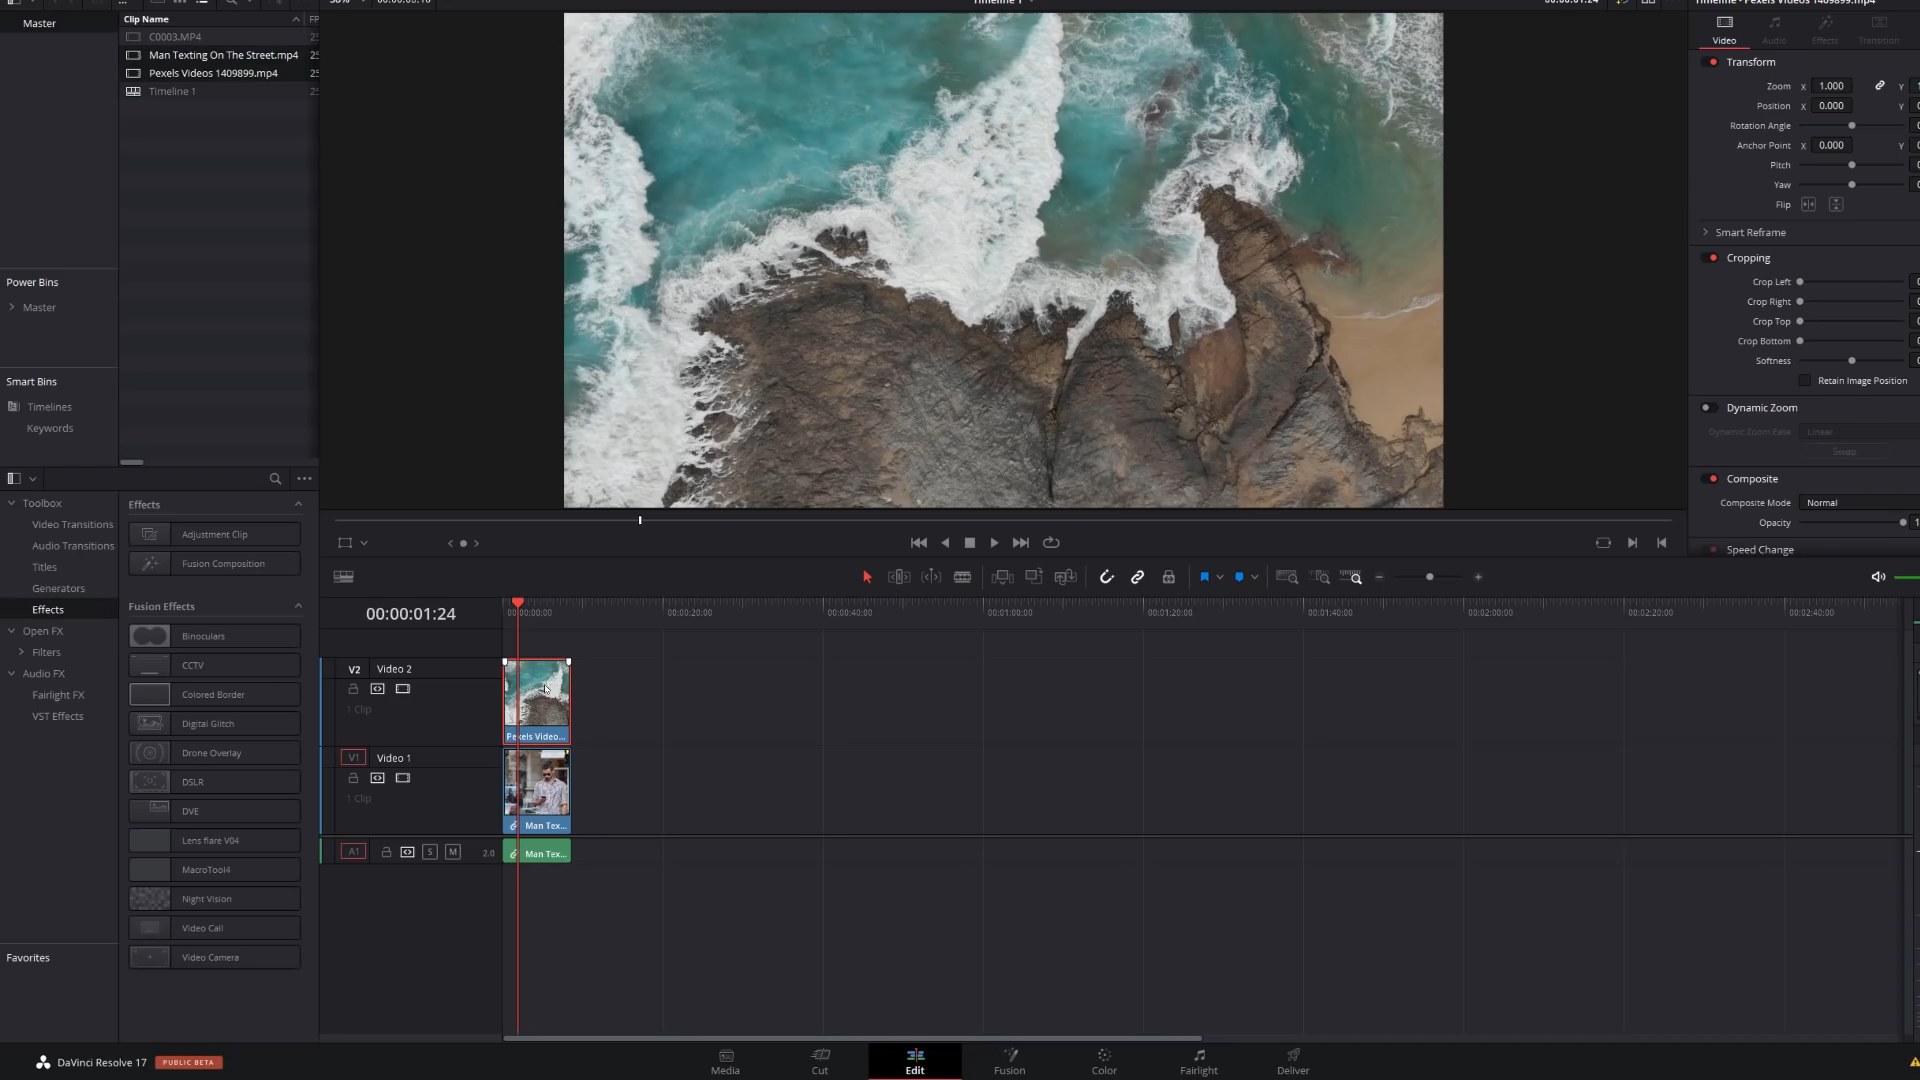 Master
Clip Name
C0003.MP4
Man Texting On The Street.mp4
Pexels Videos 1409899.mp4
Timeline 1
Power Bins
Master
Smart Bins
Timelines
Keywords
Video
Audio
Effects
Transition
Transform
Zoom X 1.000 Y
Position X 0.000
Rotation Angle
Anchor Point X 0.000 Y
Pitch
Yaw
Flip
Smart Reframe
Cropping
Crop Left
Crop Right
Crop Top
Crop Bottom
Softness
Retain Image Position
Dynamic Zoom
Dynamic Zoom Ease Linear
Swap
Composite
Composite Mode Normal
Opacity
Speed Change
Toolbox
Video Transitions
Audio Transitions
Titles
Generators
Effects
Open FX
Filters
Audio FX
Fairlight FX
VST Effects
Favorites
Effects
Adjustment Clip
Fusion Composition
Fusion Effects
Binoculars
CCTV
Colored Border
Digital Glitch
Drone Overlay
DSLR
DVE
Lens flare V04
MacroTool4
Night Vision
Video Call
Video Camera
00:00:01:24
00:00:00:00 00:00:20:00 00:00:40:00 00:01:00:00 00:01:20:00 00:01:40:00 00:02:00:00 00:02:20:00 00:02:40:00
V2 Video 2
1 Clip
Pexels Video...
V1 Video 1
1 Clip
Man Tex...
A1 S M 2.0 Man Tex...
DaVinci Resolve 17 PUBLIC BETA
Media Cut Edit Fusion Color Fairlight Deliver